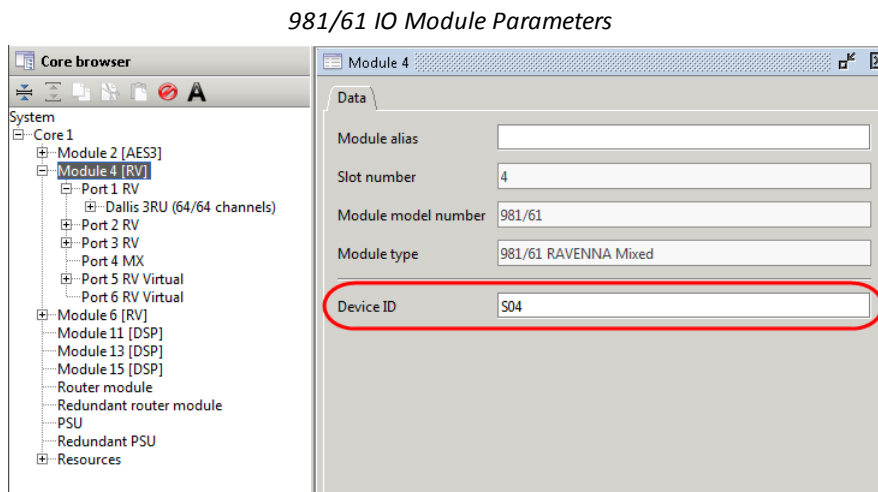 981/61 IO Module Parameters
Core browser
A
System
Core 1
Module 2 [AES3]
Module 4 [RV]
Port 1 RV
Dallis 3RU (64/64 channels)
Port 2 RV
Port 3 RV
Port 4 MX
Port 5 RV Virtual
Port 6 RV Virtual
Module 6 [RV]
Module 11 [DSP]
Module 13 [DSP]
Module 15 [DSP]
Router module
Redundant router module
PSU
Redundant PSU
Resources
Module 4
Data
Module alias
Slot number 4
Module model number 981/61
Module type 981/61 RAVENNA Mixed
Device ID S04